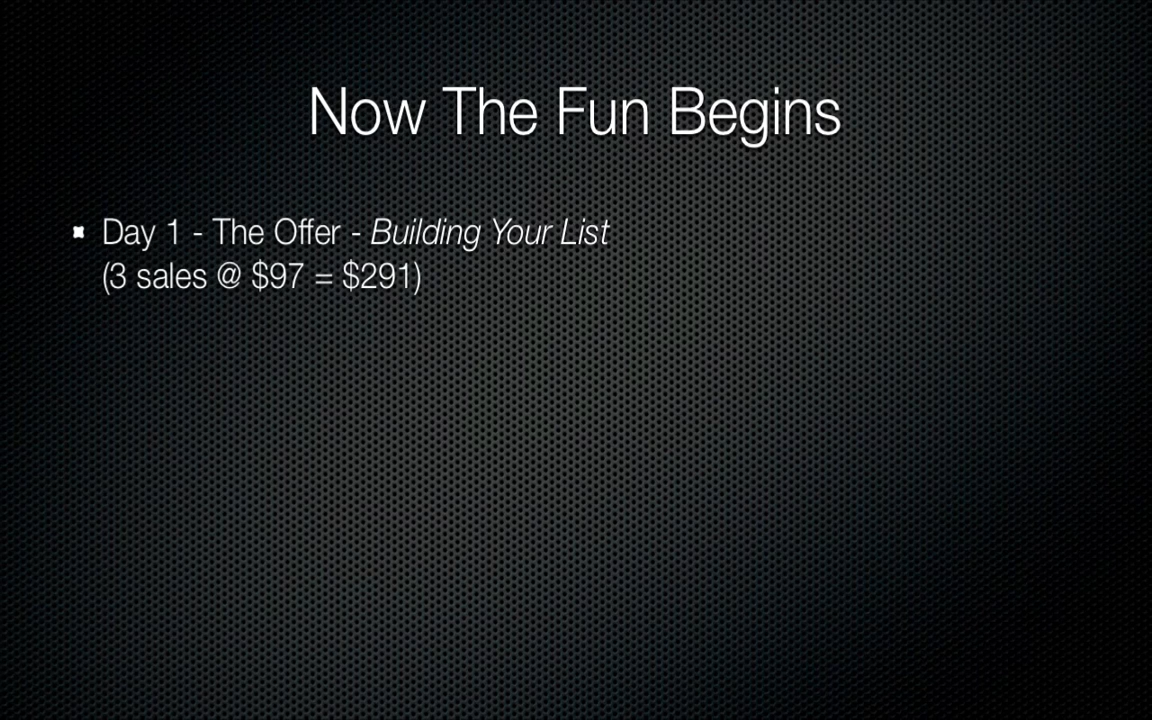 Now The Fun Begins
Day 1 - The Offer - Building Your List
(3 sales @ $97 = $291)